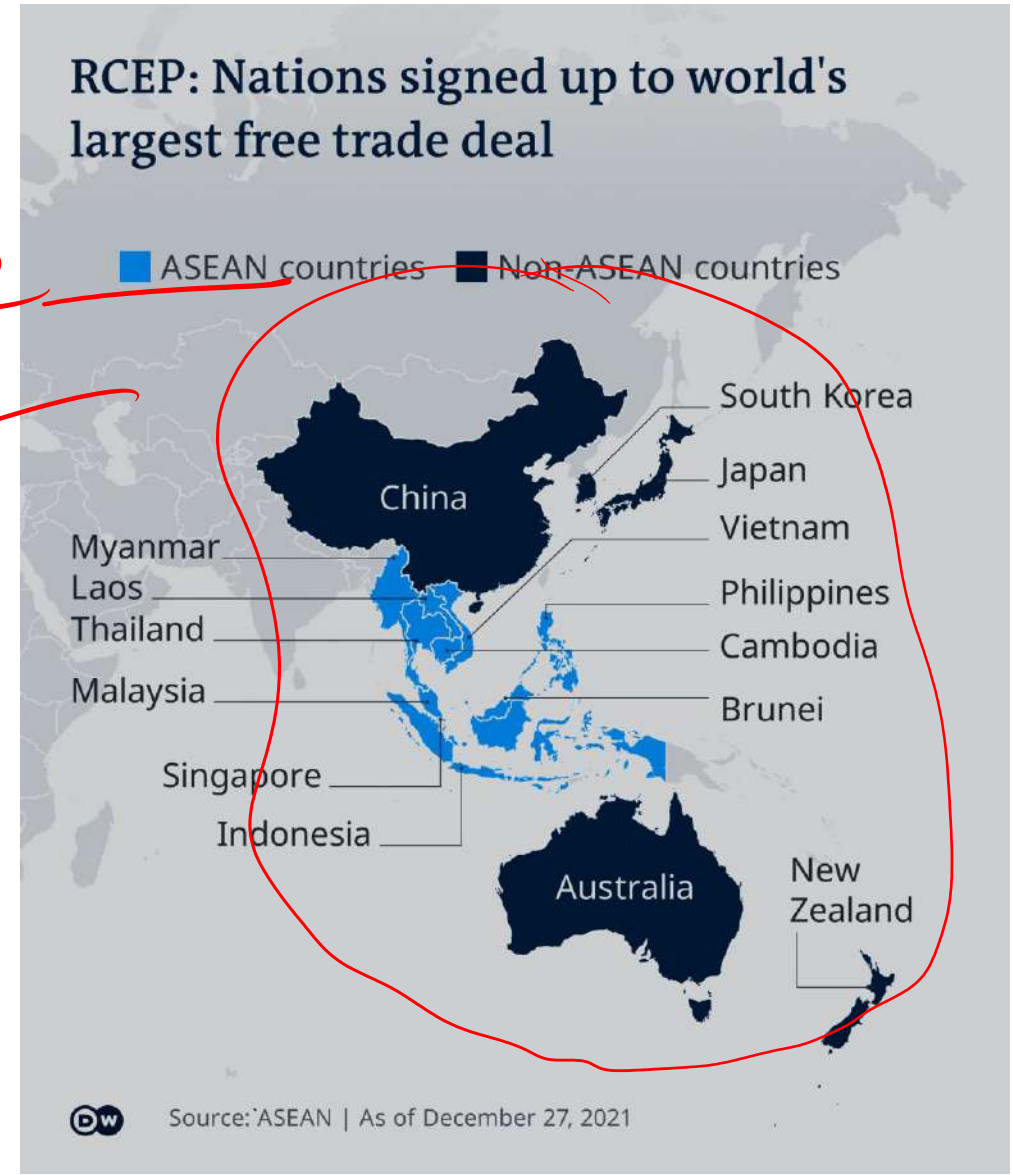 RCEP: Nations signed up to world's
largest free trade deal
ASEAN countries Non-ASEAN countries
South Korea
Japan
China
Vietnam
Myanmar
Laos
Philippines
Thailand
Cambodia
Malaysia
Brunei
Singapore
Indonesia
Australia
New
Zealand
DW Source: ASEAN | As of December 27, 2021